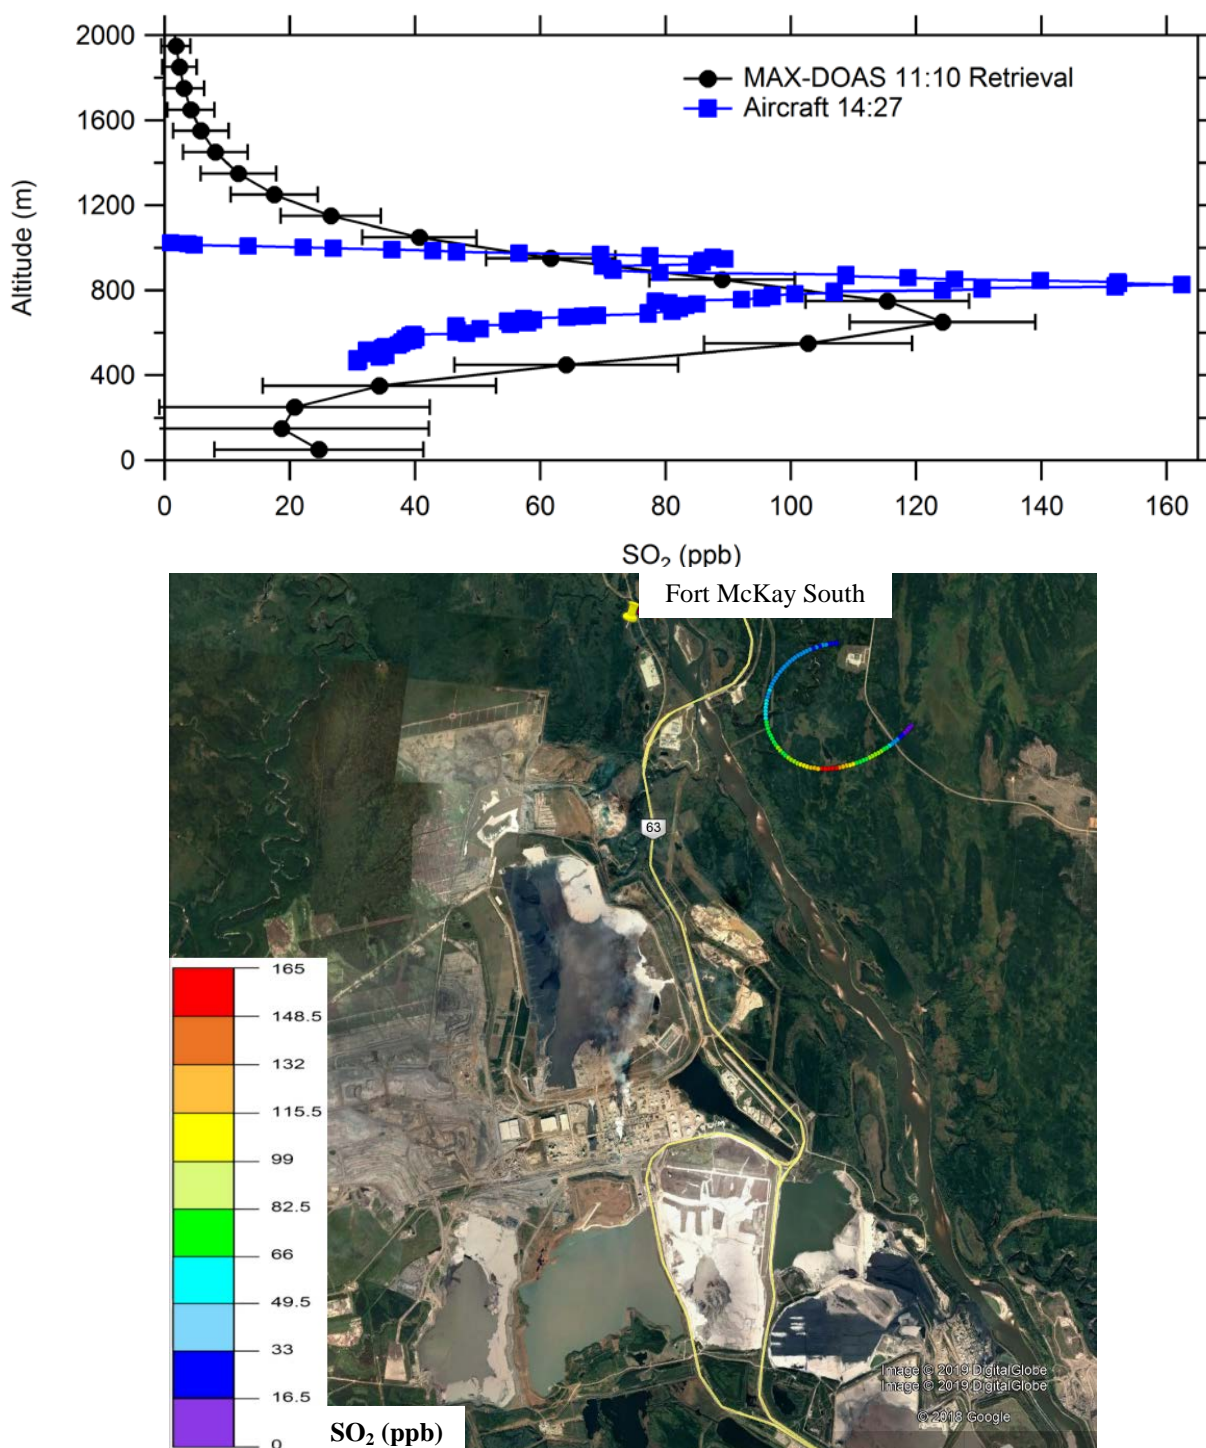 2000
1600
1200
800
400
0
Altitude (m)
MAX-DOAS 11:10 Retrieval
Aircraft 14:27
0 20 40 60 80 100 120 140 160
SO₂ (ppb)
Fort McKay South
63
165
148.5
132
115.5
99
82.5
66
49.5
33
16.5
0
SO₂ (ppb)
Image © 2019 DigitalGlobe
Image © 2019 DigitalGlobe
© 2018 Google